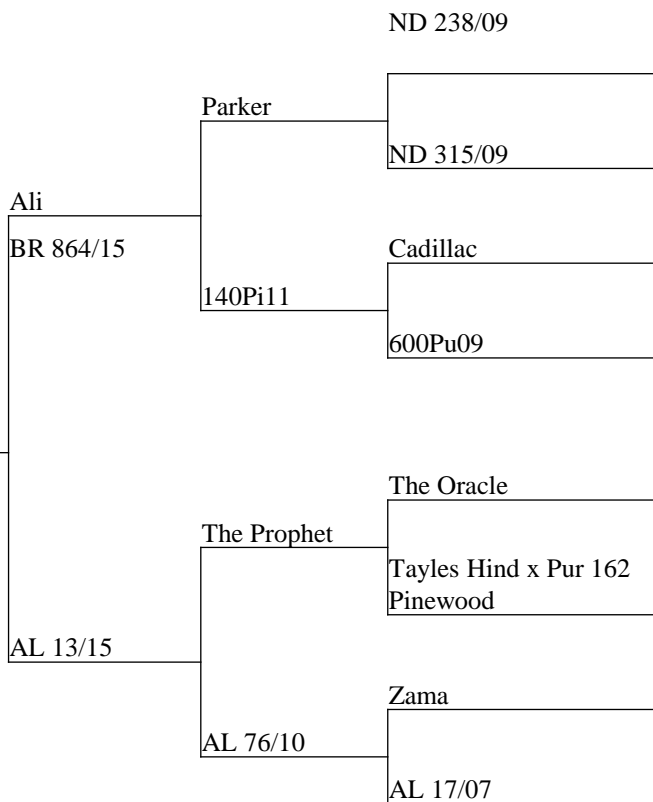 ND 238/09
Parker
ND 315/09
Ali
BR 864/15
Cadillac
140Pi11
600Pu09
The Oracle
The Prophet
Tayles Hind x Pur 162
Pinewood
AL 13/15
Zama
AL 76/10
AL 17/07